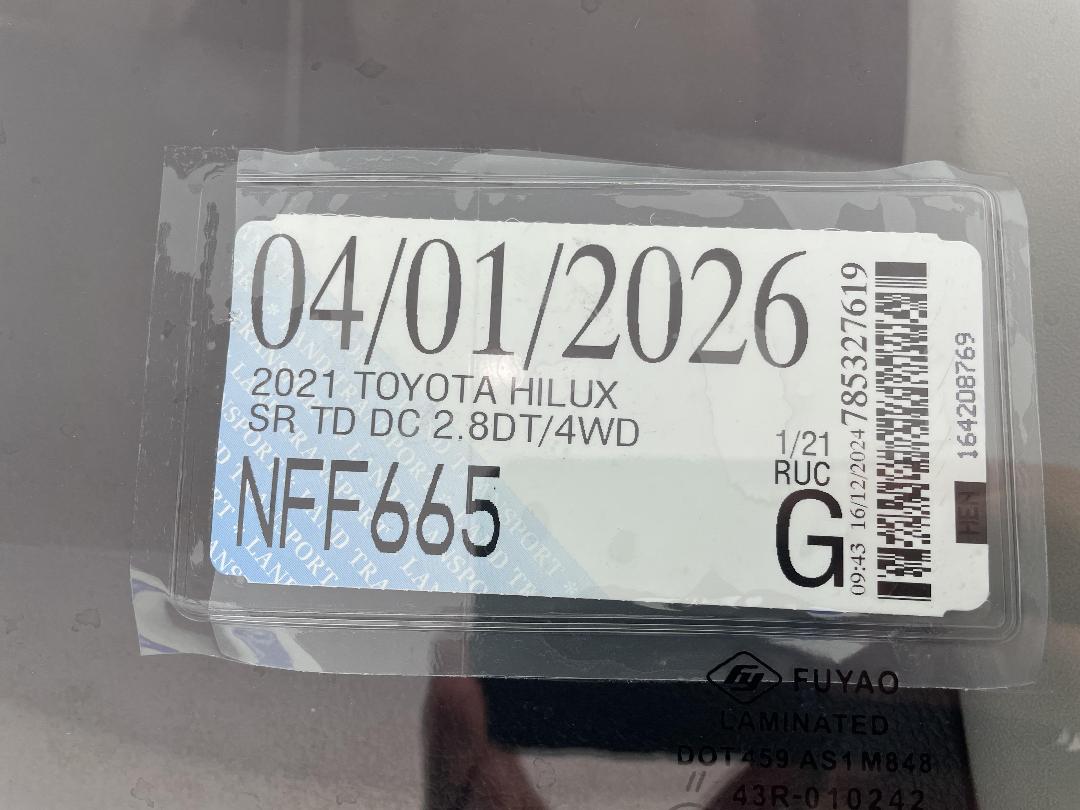 04/01/2026
2021 TOYOTA HILUX
SR TD DC 2.8DT/4WD
NFF665
1/21
RUC
G
09:43 16/12/2024 785327619
164208769
HEN
FUYAO
LAMINATED
DOT459 AS1 M848
43R-010242